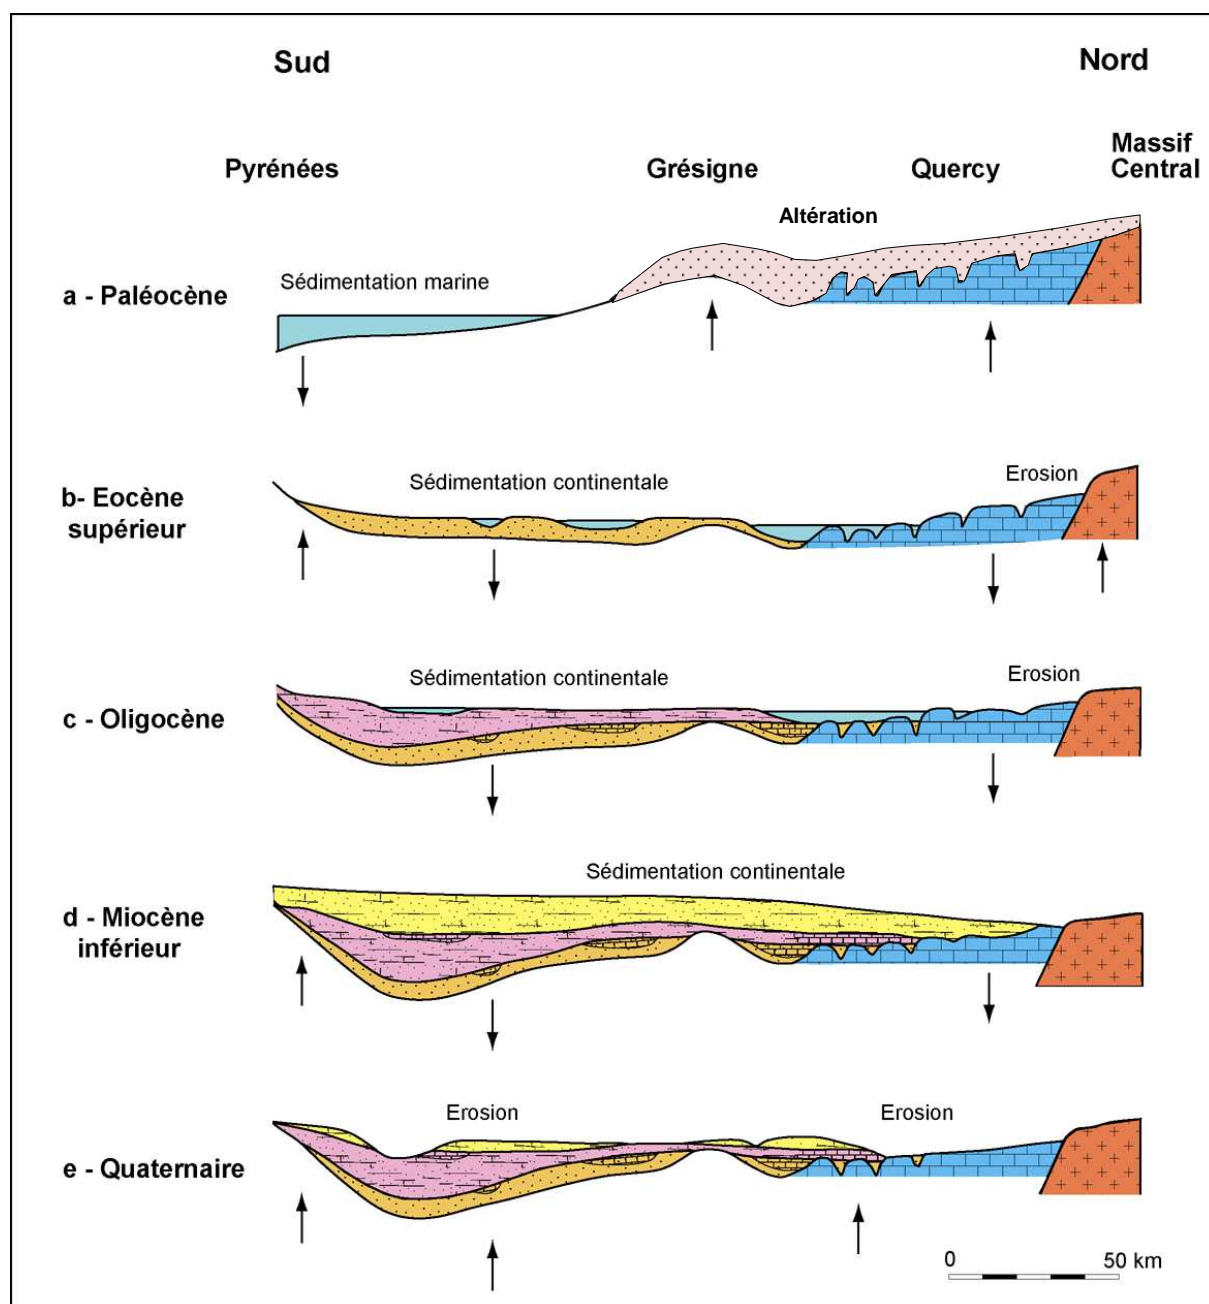 Sud
Nord
Pyrénées
Grésigne
Quercy
Massif
Central
Altération
Sédimentation marine
a - Paléocène
Sédimentation continentale
Erosion
b- Eocène
supérieur
Sédimentation continentale
Erosion
c - Oligocène
Sédimentation continentale
d - Miocène
inférieur
Erosion
Erosion
e - Quaternaire
0
50 km